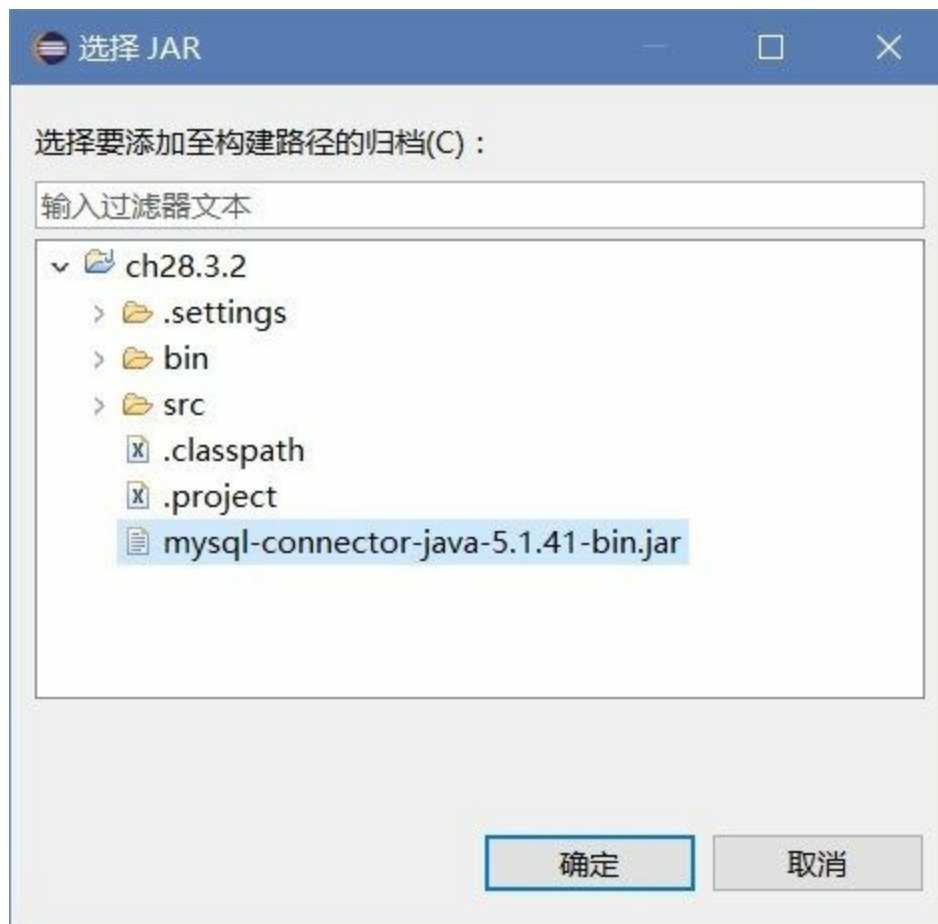 选择 JAR
选择要添加至构建路径的归档(C)：
输入过滤器文本
ch28.3.2
.settings
bin
src
.classpath
.project
mysql-connector-java-5.1.41-bin.jar
确定
取消